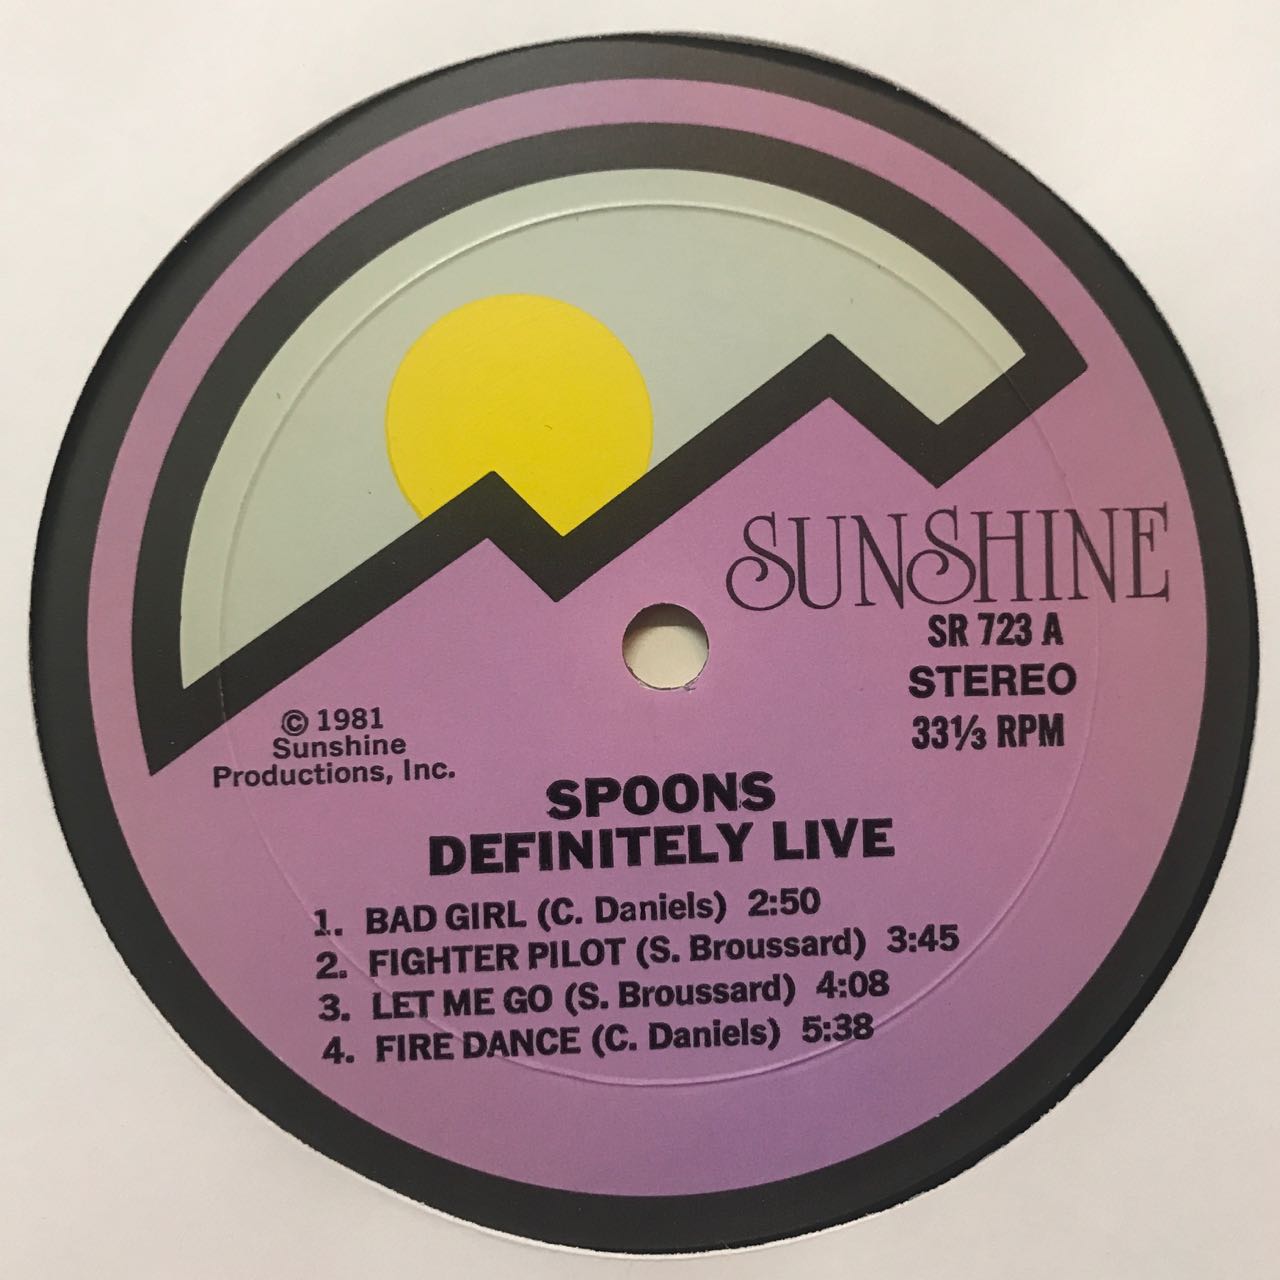 SUNSHINE
SR 723 A
STEREO
33⅓ RPM
© 1981
Sunshine
Productions, Inc.
SPOONS
DEFINITELY LIVE
1. BAD GIRL (C. Daniels) 2:50
2. FIGHTER PILOT (S. Broussard) 3:45
3. LET ME GO (S. Broussard) 4:08
4. FIRE DANCE (C. Daniels) 5:38